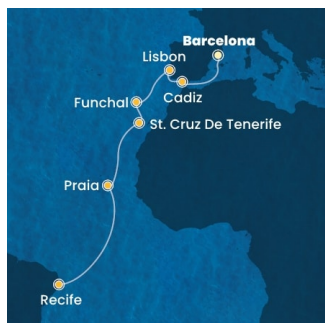 Barcelona
Lisbon
Cadiz
Funchal
St. Cruz De Tenerife
Praia
Recife